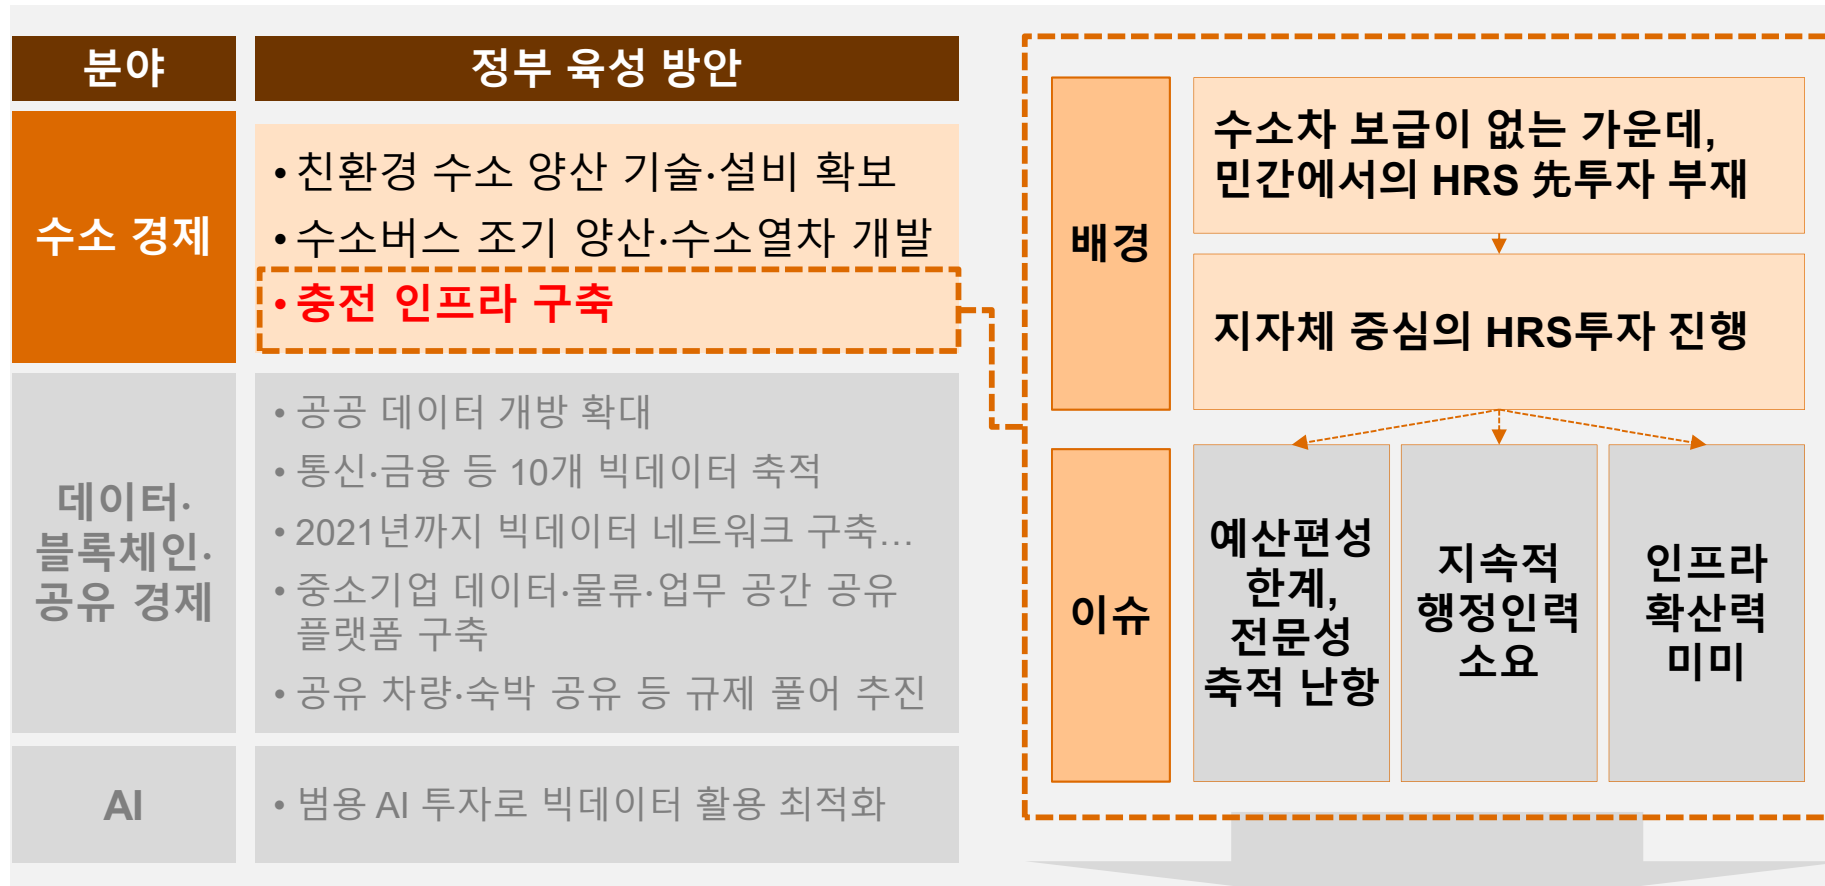 분야
정부 육성 방안
수소 경제
• 친환경 수소 양산 기술·설비 확보
• 수소버스 조기 양산·수소열차 개발
• 충전 인프라 구축
데이터·
블록체인·
공유 경제
• 공공 데이터 개방 확대
• 통신·금융 등 10개 빅데이터 축적
• 2021년까지 빅데이터 네트워크 구축…
• 중소기업 데이터·물류·업무 공간 공유
플랫폼 구축
• 공유 차량·숙박 공유 등 규제 풀어 추진
AI
• 범용 AI 투자로 빅데이터 활용 최적화
배경
수소차 보급이 없는 가운데,
민간에서의 HRS 先투자 부재
지자체 중심의 HRS투자 진행
이슈
예산편성
한계,
전문성
축적 난항
지속적
행정인력
소요
인프라
확산력
미미